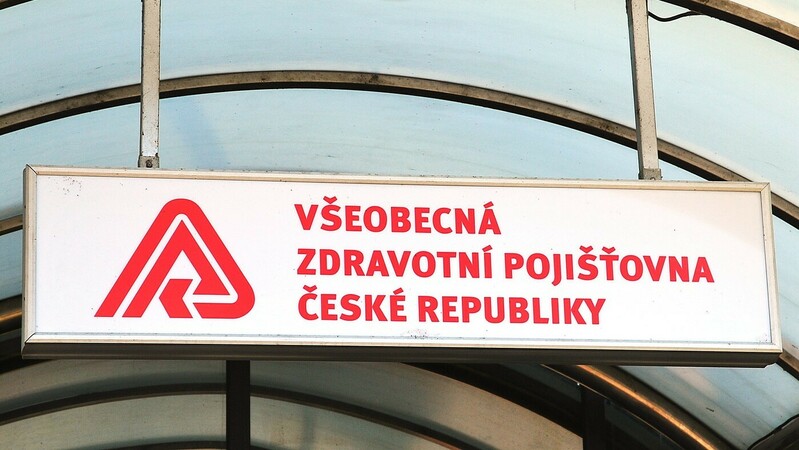 VŠEOBECNÁ
ZDRAVOTNÍ POJIŠŤOVNA
ČESKÉ REPUBLIKY